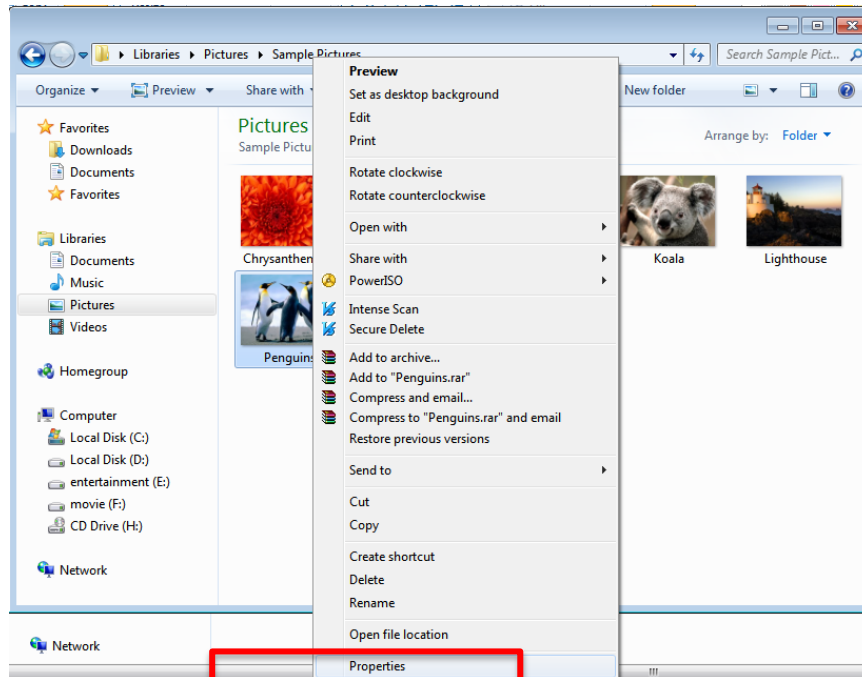 Libraries ▸ Pictures ▸ Sample Pictures
Search Sample Pict...
Organize
Preview
Share with
New folder
Favorites
Downloads
Documents
Favorites
Libraries
Documents
Music
Pictures
Videos
Homegroup
Computer
Local Disk (C:)
Local Disk (D:)
entertainment (E:)
movie (F:)
CD Drive (H:)
Network
Network
Pictures
Sample Pictu
Arrange by: Folder
Chrysanthen
Koala
Lighthouse
Penguins
Preview
Set as desktop background
Edit
Print
Rotate clockwise
Rotate counterclockwise
Open with
Share with
PowerISO
Intense Scan
Secure Delete
Add to archive...
Add to "Penguins.rar"
Compress and email...
Compress to "Penguins.rar" and email
Restore previous versions
Send to
Cut
Copy
Create shortcut
Delete
Rename
Open file location
Properties